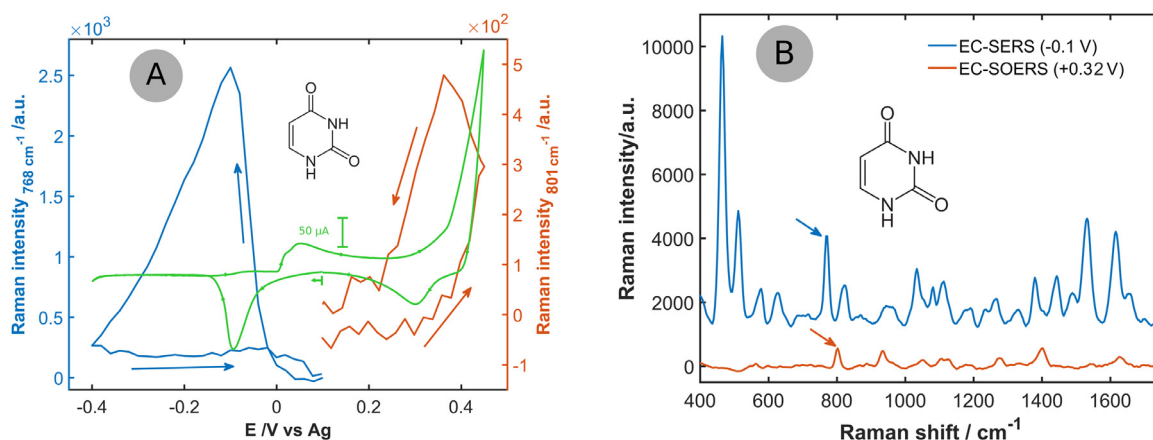 A
×10³
×10²
2.5
2
1.5
1
0.5
0
5
4
3
2
1
0
-1
Raman intensity 768 cm⁻¹ /a.u.
Raman intensity 801 cm⁻¹ /a.u.
O
NH
N
H
O
50 µA
-0.4
-0.2
0
0.2
0.4
E /V vs Ag
B
EC-SERS (-0.1 V)
EC-SOERS (+0.32 V)
10000
8000
6000
4000
2000
0
Raman intensity/a.u.
O
NH
N
H
O
400
600
800
1000
1200
1400
1600
Raman shift / cm⁻¹